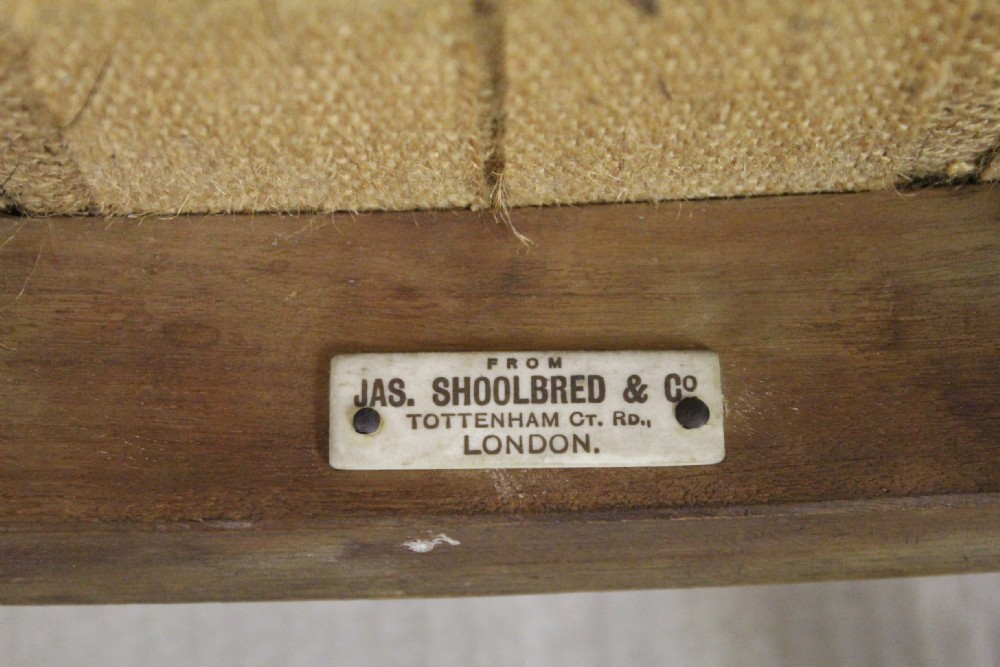 FROM
JAS. SHOOLBRED & Co
TOTTENHAM CT. RD.,
LONDON.